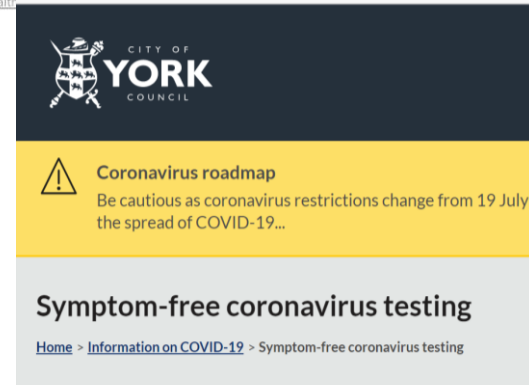 CITY OF
YORK
COUNCIL
Coronavirus roadmap
Be cautious as coronavirus restrictions change from 19 July
the spread of COVID-19...
Symptom-free coronavirus testing
Home > Information on COVID-19 > Symptom-free coronavirus testing